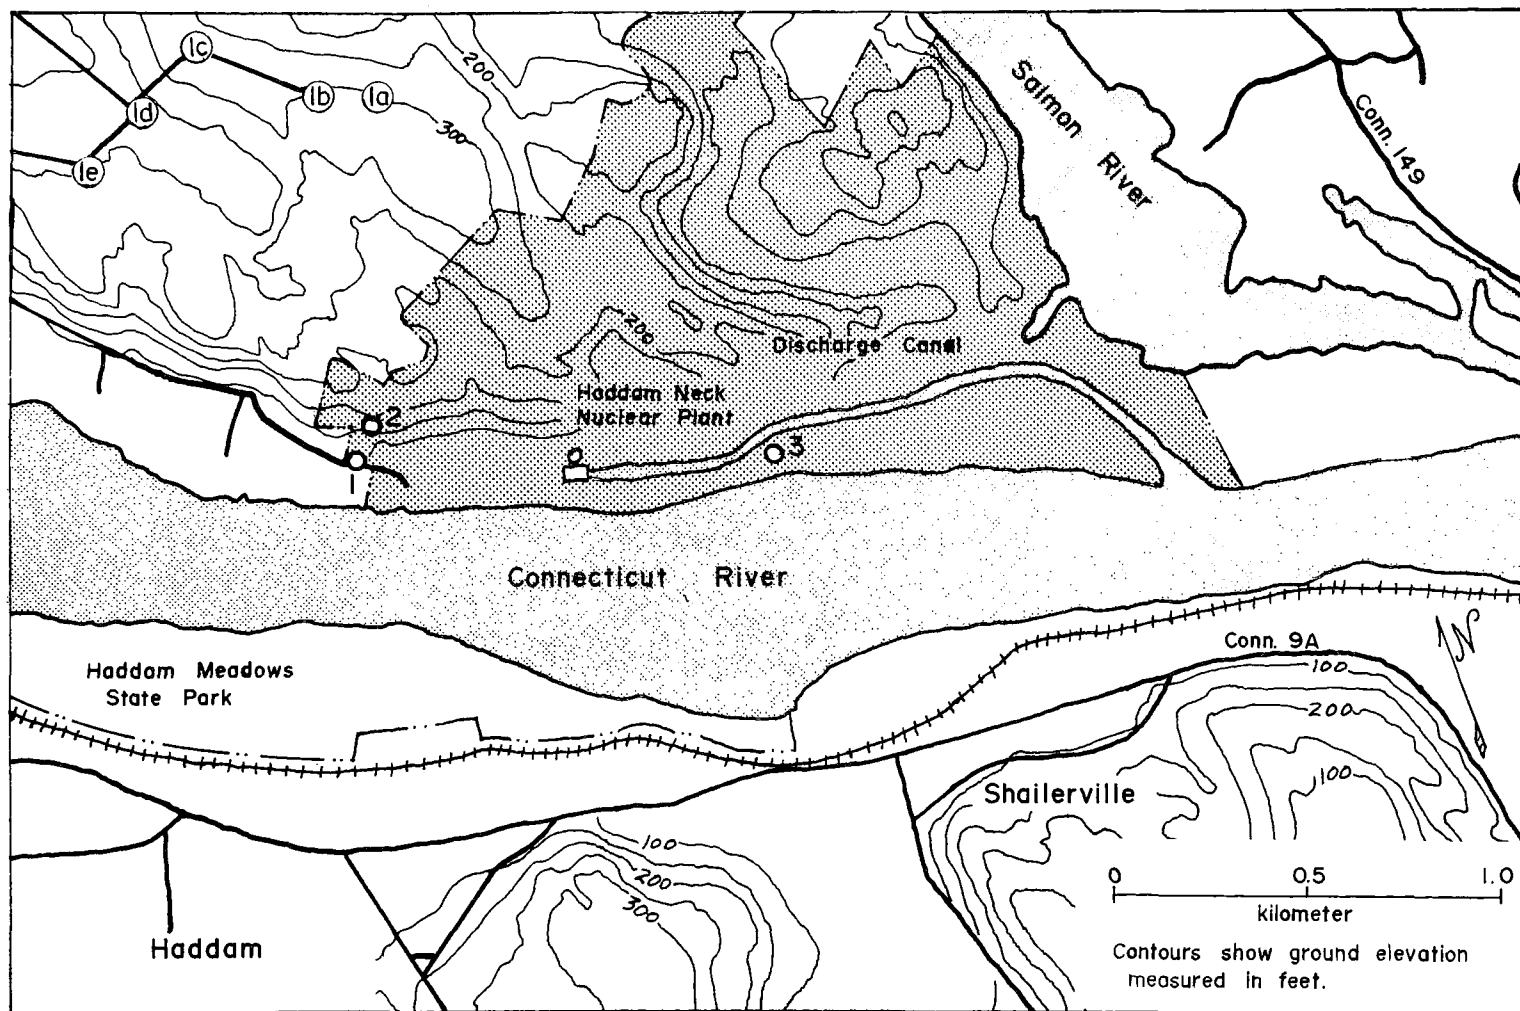 1c
200
1b
1a
1d
300
1e
Salmon River
Conn. 149
200
Discharge Canal
Haddam Neck
Nuclear Plant
2
3
1
Connecticut River
N
Haddam Meadows
State Park
Conn. 9A
100
200
100
Shailerville
100
200
300
0 0.5 1.0
kilometer
Haddam
Contours show ground elevation
measured in feet.